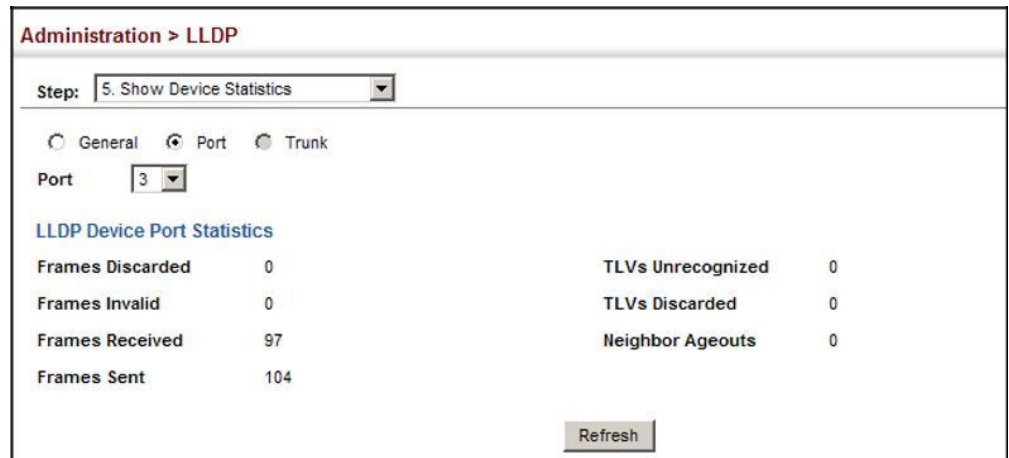 Administration > LLDP
Step: 5. Show Device Statistics
General Port Trunk
Port 3
LLDP Device Port Statistics
Frames Discarded 0 TLVs Unrecognized 0
Frames Invalid 0 TLVs Discarded 0
Frames Received 97 Neighbor Ageouts 0
Frames Sent 104
Refresh